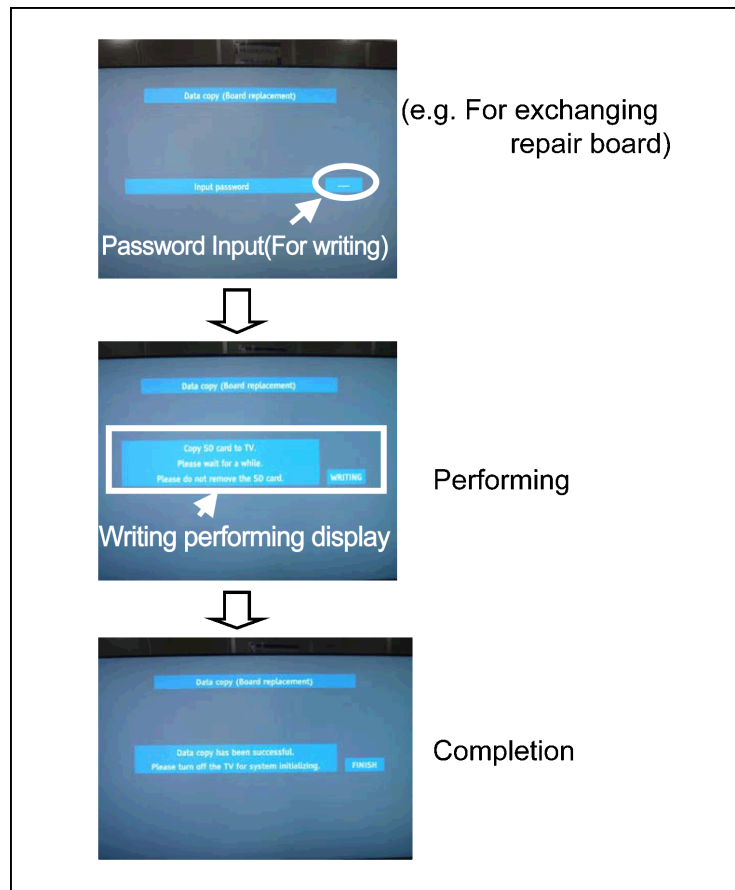 Data copy (Board replacement)
(e.g. For exchanging
repair board)
Input password
Password Input(For writing)
Data copy (Board replacement)
Copy SD card to TV.
Please wait for a while.
Please do not remove the SD card.
WRITING
Performing
Writing performing display
Data copy (Board replacement)
Data copy has been successful.
Please turn off the TV for system initializing.
FINISH
Completion